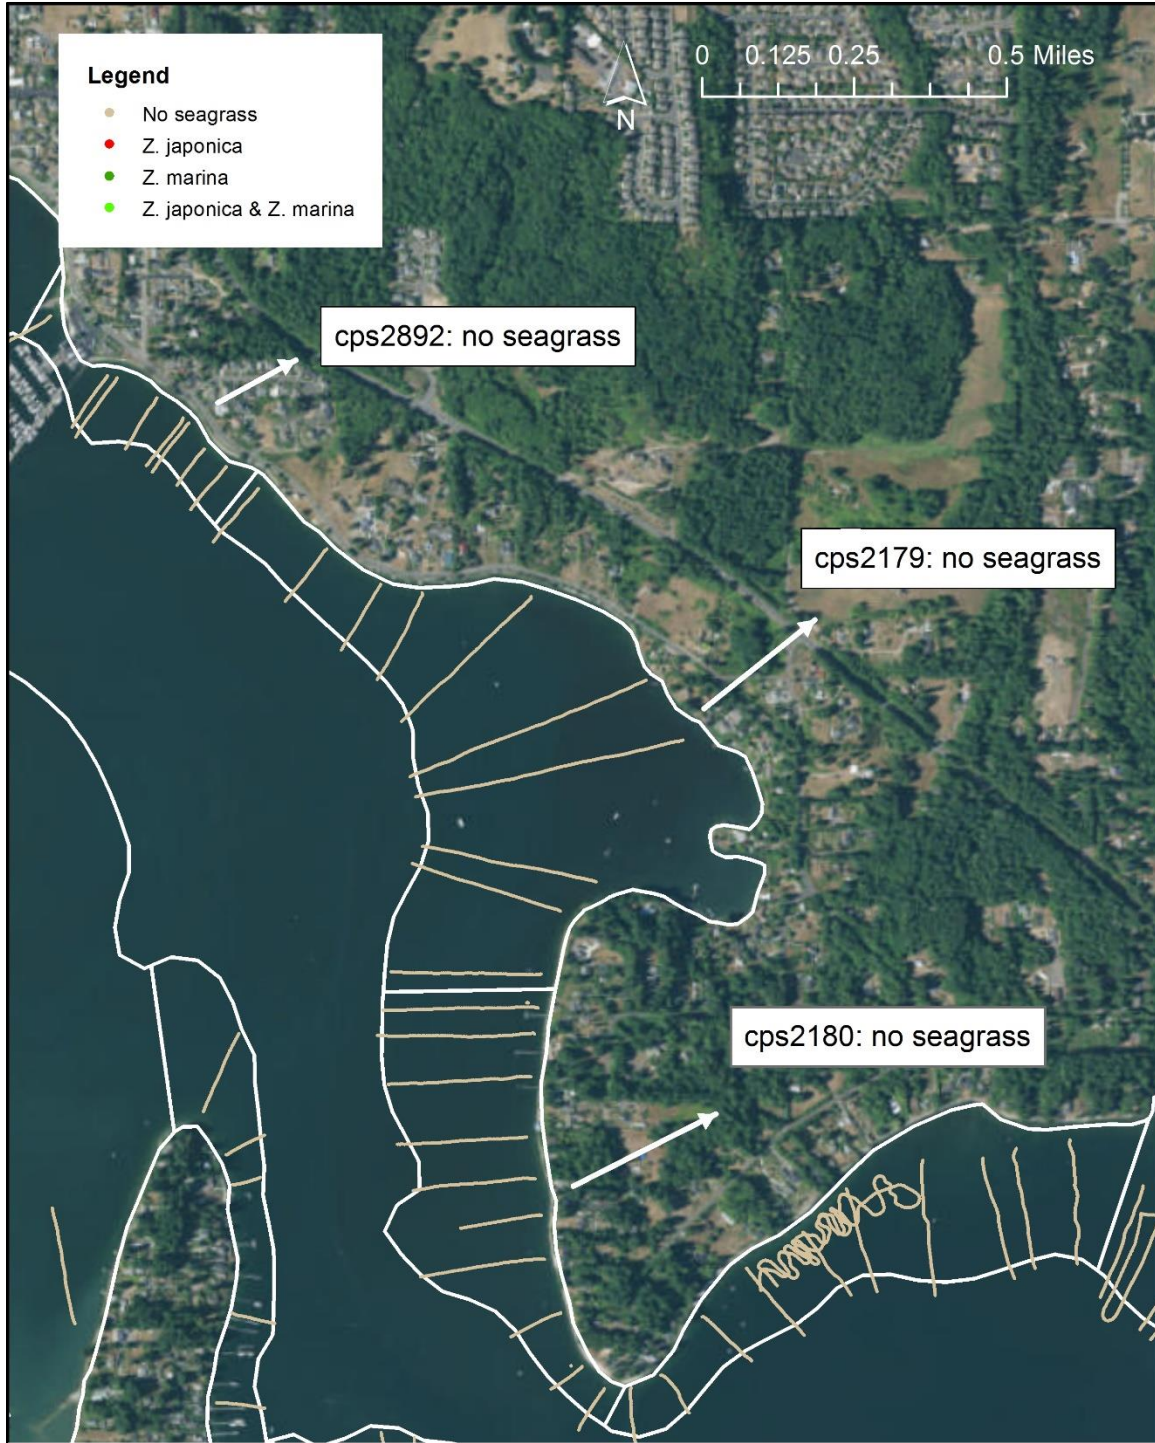 Legend
No seagrass
Z. japonica
Z. marina
Z. japonica & Z. marina
N
0 0.125 0.25 0.5 Miles
cps2892: no seagrass
cps2179: no seagrass
cps2180: no seagrass